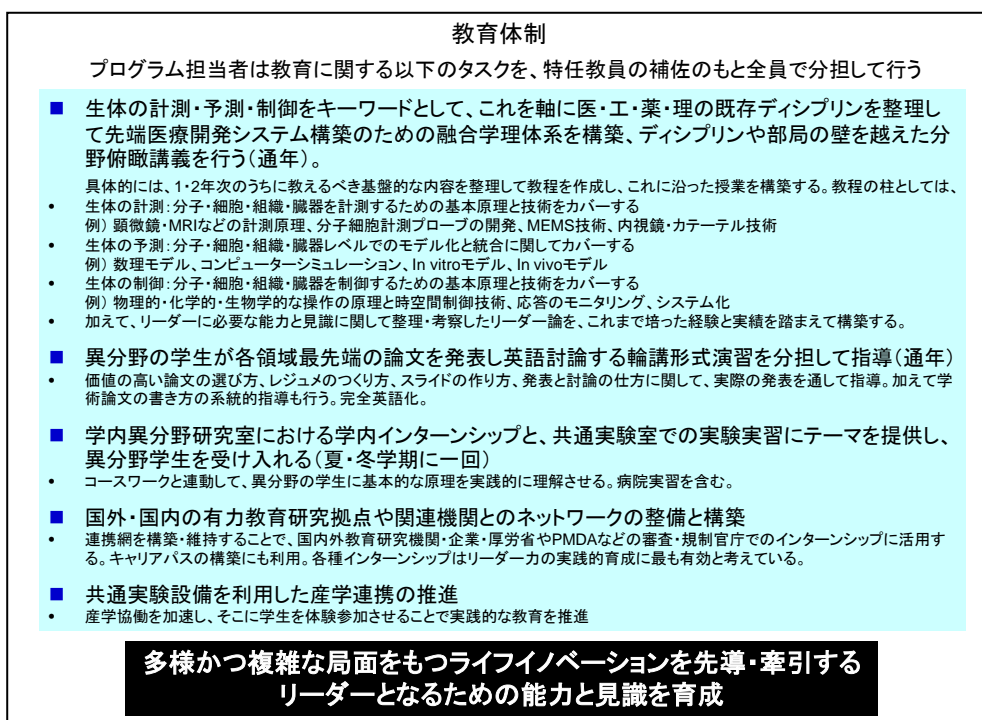 教育体制
プログラム担当者は教育に関する以下のタスクを、特任教員の補佐のもと全員で分担して行う
■ 生体の計測・予測・制御をキーワードとして、これを軸に医・工・薬・理の既存ディシプリンを整理し
て先端医療開発システム構築のための融合学理体系を構築、ディシプリンや部局の壁を越えた分
野俯瞰講義を行う(通年)。
具体的には、1・2年次のうちに教えるべき基盤的な内容を整理して教程を作成し、これに沿った授業を構築する。教程の柱としては、
• 生体の計測：分子・細胞・組織・臓器を計測するための基本原理と技術をカバーする
例） 顕微鏡・MRIなどの計測原理、分子細胞計測プローブの開発、MEMS技術、内視鏡・カテーテル技術
• 生体の予測：分子・細胞・組織・臓器レベルでのモデル化と統合に関してカバーする
例） 数理モデル、コンピューターシミュレーション、In vitroモデル、In vivoモデル
• 生体の制御：分子・細胞・組織・臓器を制御するための基本原理と技術をカバーする
例） 物理的・化学的・生物学的な操作の原理と時空間制御技術、応答のモニタリング、システム化
• 加えて、リーダーに必要な能力と見識に関して整理・考察したリーダー論を、これまで培った経験と実績を踏まえて構築する。
■ 異分野の学生が各領域最先端の論文を発表し英語討論する輪講形式演習を分担して指導(通年)
• 価値の高い論文の選び方、レジュメのつくり方、スライドの作り方、発表と討論の仕方に関して、実際の発表を通して指導。加えて学
術論文の書き方の系統的指導も行う。完全英語化。
■ 学内異分野研究室における学内インターンシップと、共通実験室での実験実習にテーマを提供し、
異分野学生を受け入れる(夏・冬学期に一回)
• コースワークと連動して、異分野の学生に基本的な原理を実践的に理解させる。病院実習を含む。
■ 国外・国内の有力教育研究拠点や関連機関とのネットワークの整備と構築
• 連携網を構築・維持することで、国内外教育研究機関・企業・厚労省やPMDAなどの審査・規制官庁でのインターンシップに活用す
る。キャリアパスの構築にも利用。各種インターンシップはリーダー力の実践的育成に最も有効と考えている。
■ 共通実験設備を利用した産学連携の推進
• 産学協働を加速し、そこに学生を体験参加させることで実践的な教育を推進
多様かつ複雑な局面をもつライフイノベーションを先導・牽引する
リーダーとなるための能力と見識を育成